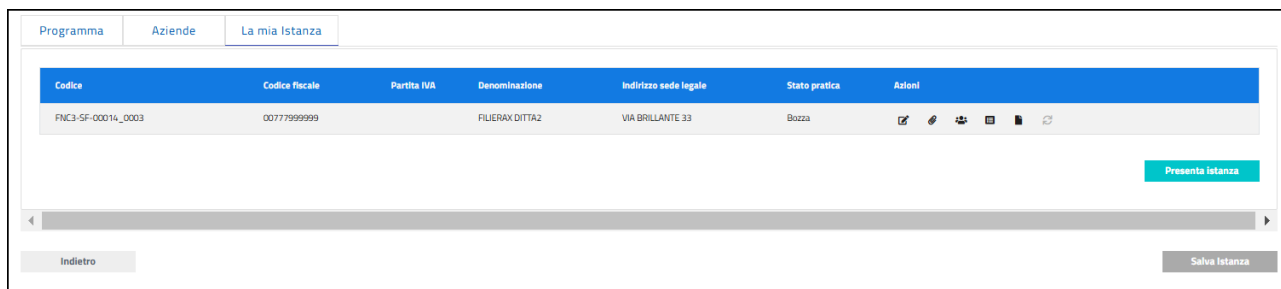 Programma Aziende La mia Istanza
Codice Codice fiscale Partita IVA Denominazione Indirizzo sede legale Stato pratica Azioni
FNC3-SF-00014_0003 00777999999 FILIERAX DITTA2 VIA BRILLANTE 33 Bozza
Presenta istanza
Indietro Salva Istanza